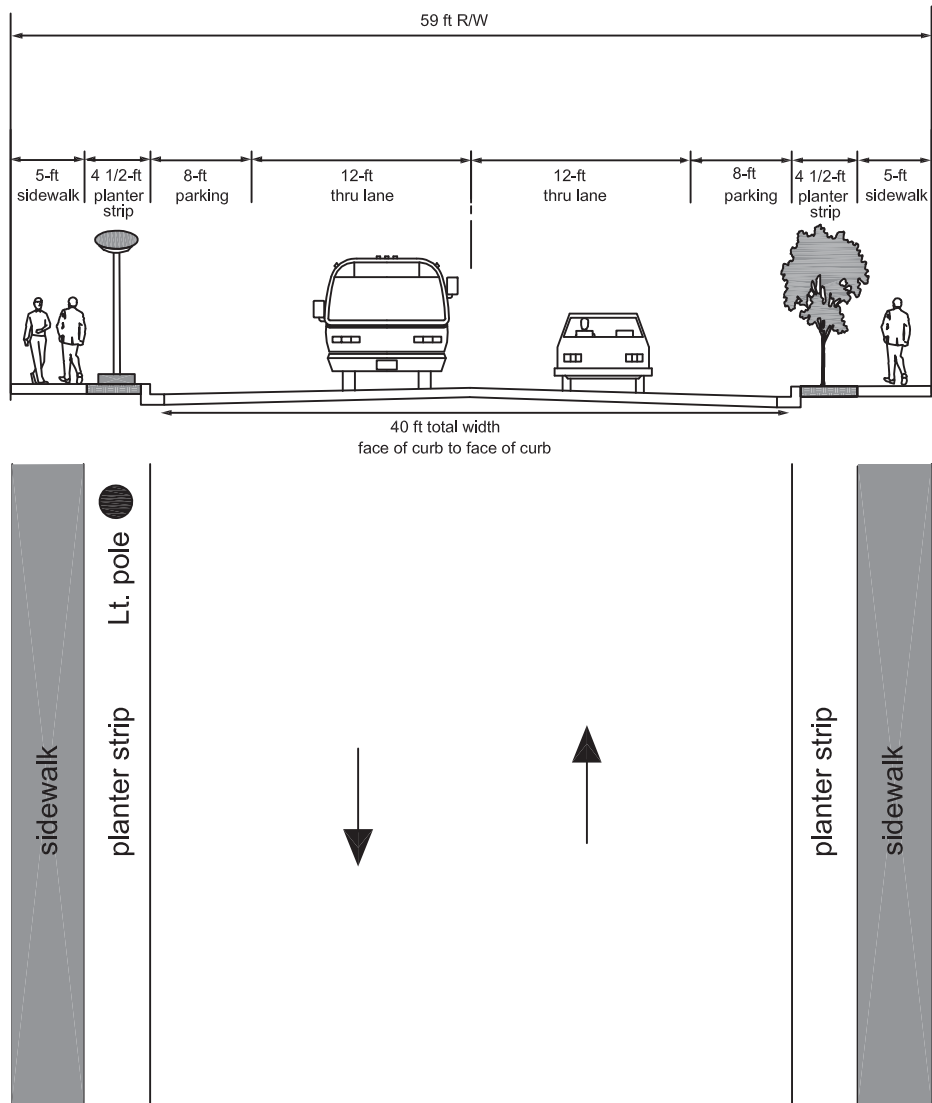 59 ft R/W
5-ft
sidewalk
4 1/2-ft
planter
strip
8-ft
parking
12-ft
thru lane
12-ft
thru lane
8-ft
parking
4 1/2-ft
planter
strip
5-ft
sidewalk
40 ft total width
face of curb to face of curb
sidewalk
planter strip
Lt. pole
planter strip
sidewalk